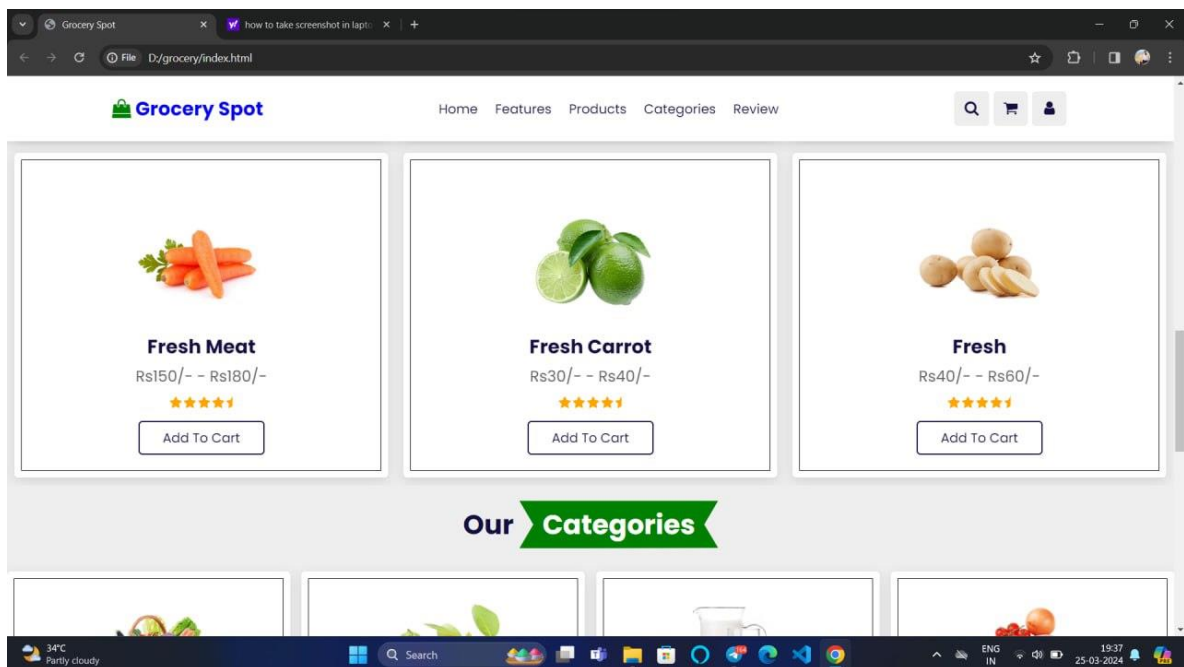 Grocery Spot
how to take screenshot in lapto
File D:/grocery/index.html
Grocery Spot
Home Features Products Categories Review
Fresh Meat
Rs150/- - Rs180/-
Add To Cart
Fresh Carrot
Rs30/- - Rs40/-
Add To Cart
Fresh
Rs40/- - Rs60/-
Add To Cart
Our Categories
34°C
Partly cloudy
Search
ENG
IN
19:37
25-03-2024